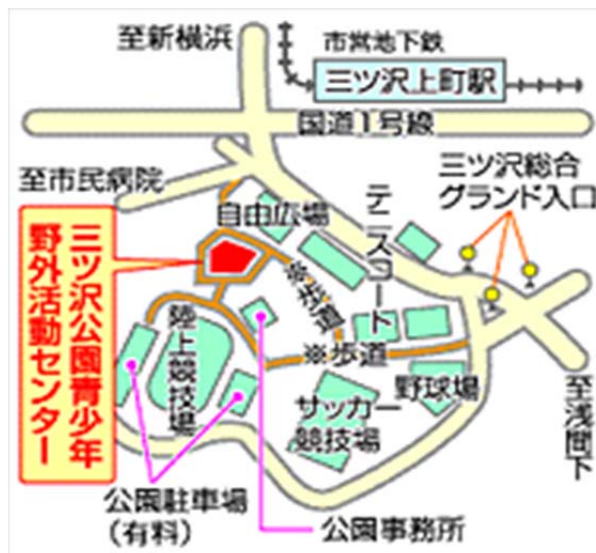 至新横浜
市営地下鉄
三ツ沢上町駅
国道1号線
至市民病院
三ツ沢総合
グランド入口
自由広場
テニスコート
三ツ沢公園青少年
野外活動センター
※歩道
陸上競技場
※歩道
野球場
サッカー
競技場
至浅間下
公園駐車場
(有料)
公園事務所